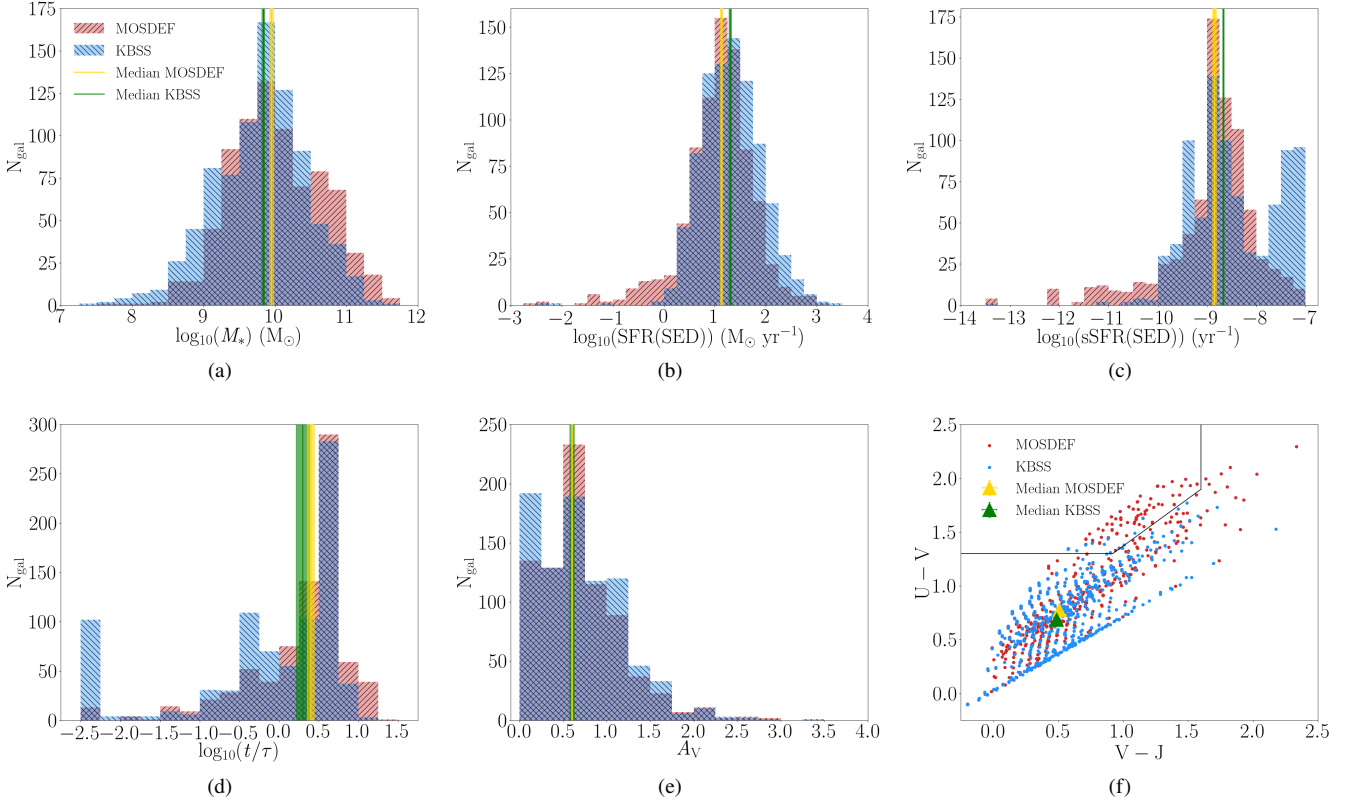 175
150
125
100
75
50
25
0
N_gal
MOSDEF
KBSS
Median MOSDEF
Median KBSS
7 8 9 10 11 12
log₁₀(M_*) (M_⊙)
(a)
150
125
100
75
50
25
0
N_gal
−3 −2 −1 0 1 2 3 4
log₁₀(SFR(SED)) (M_⊙ yr⁻¹)
(b)
175
150
125
100
75
50
25
0
N_gal
−14 −13 −12 −11 −10 −9 −8 −7
log₁₀(sSFR(SED)) (yr⁻¹)
(c)
300
250
200
150
100
50
0
N_gal
−2.5 −2.0 −1.5 −1.0 −0.5 0.0 0.5 1.0 1.5
log₁₀(t/τ)
(d)
250
200
150
100
50
0
N_gal
0.0 0.5 1.0 1.5 2.0 2.5 3.0 3.5 4.0
A_V
(e)
2.5
2.0
1.5
1.0
0.5
0.0
U − V
MOSDEF
KBSS
Median MOSDEF
Median KBSS
0.0 0.5 1.0 1.5 2.0 2.5
V − J
(f)